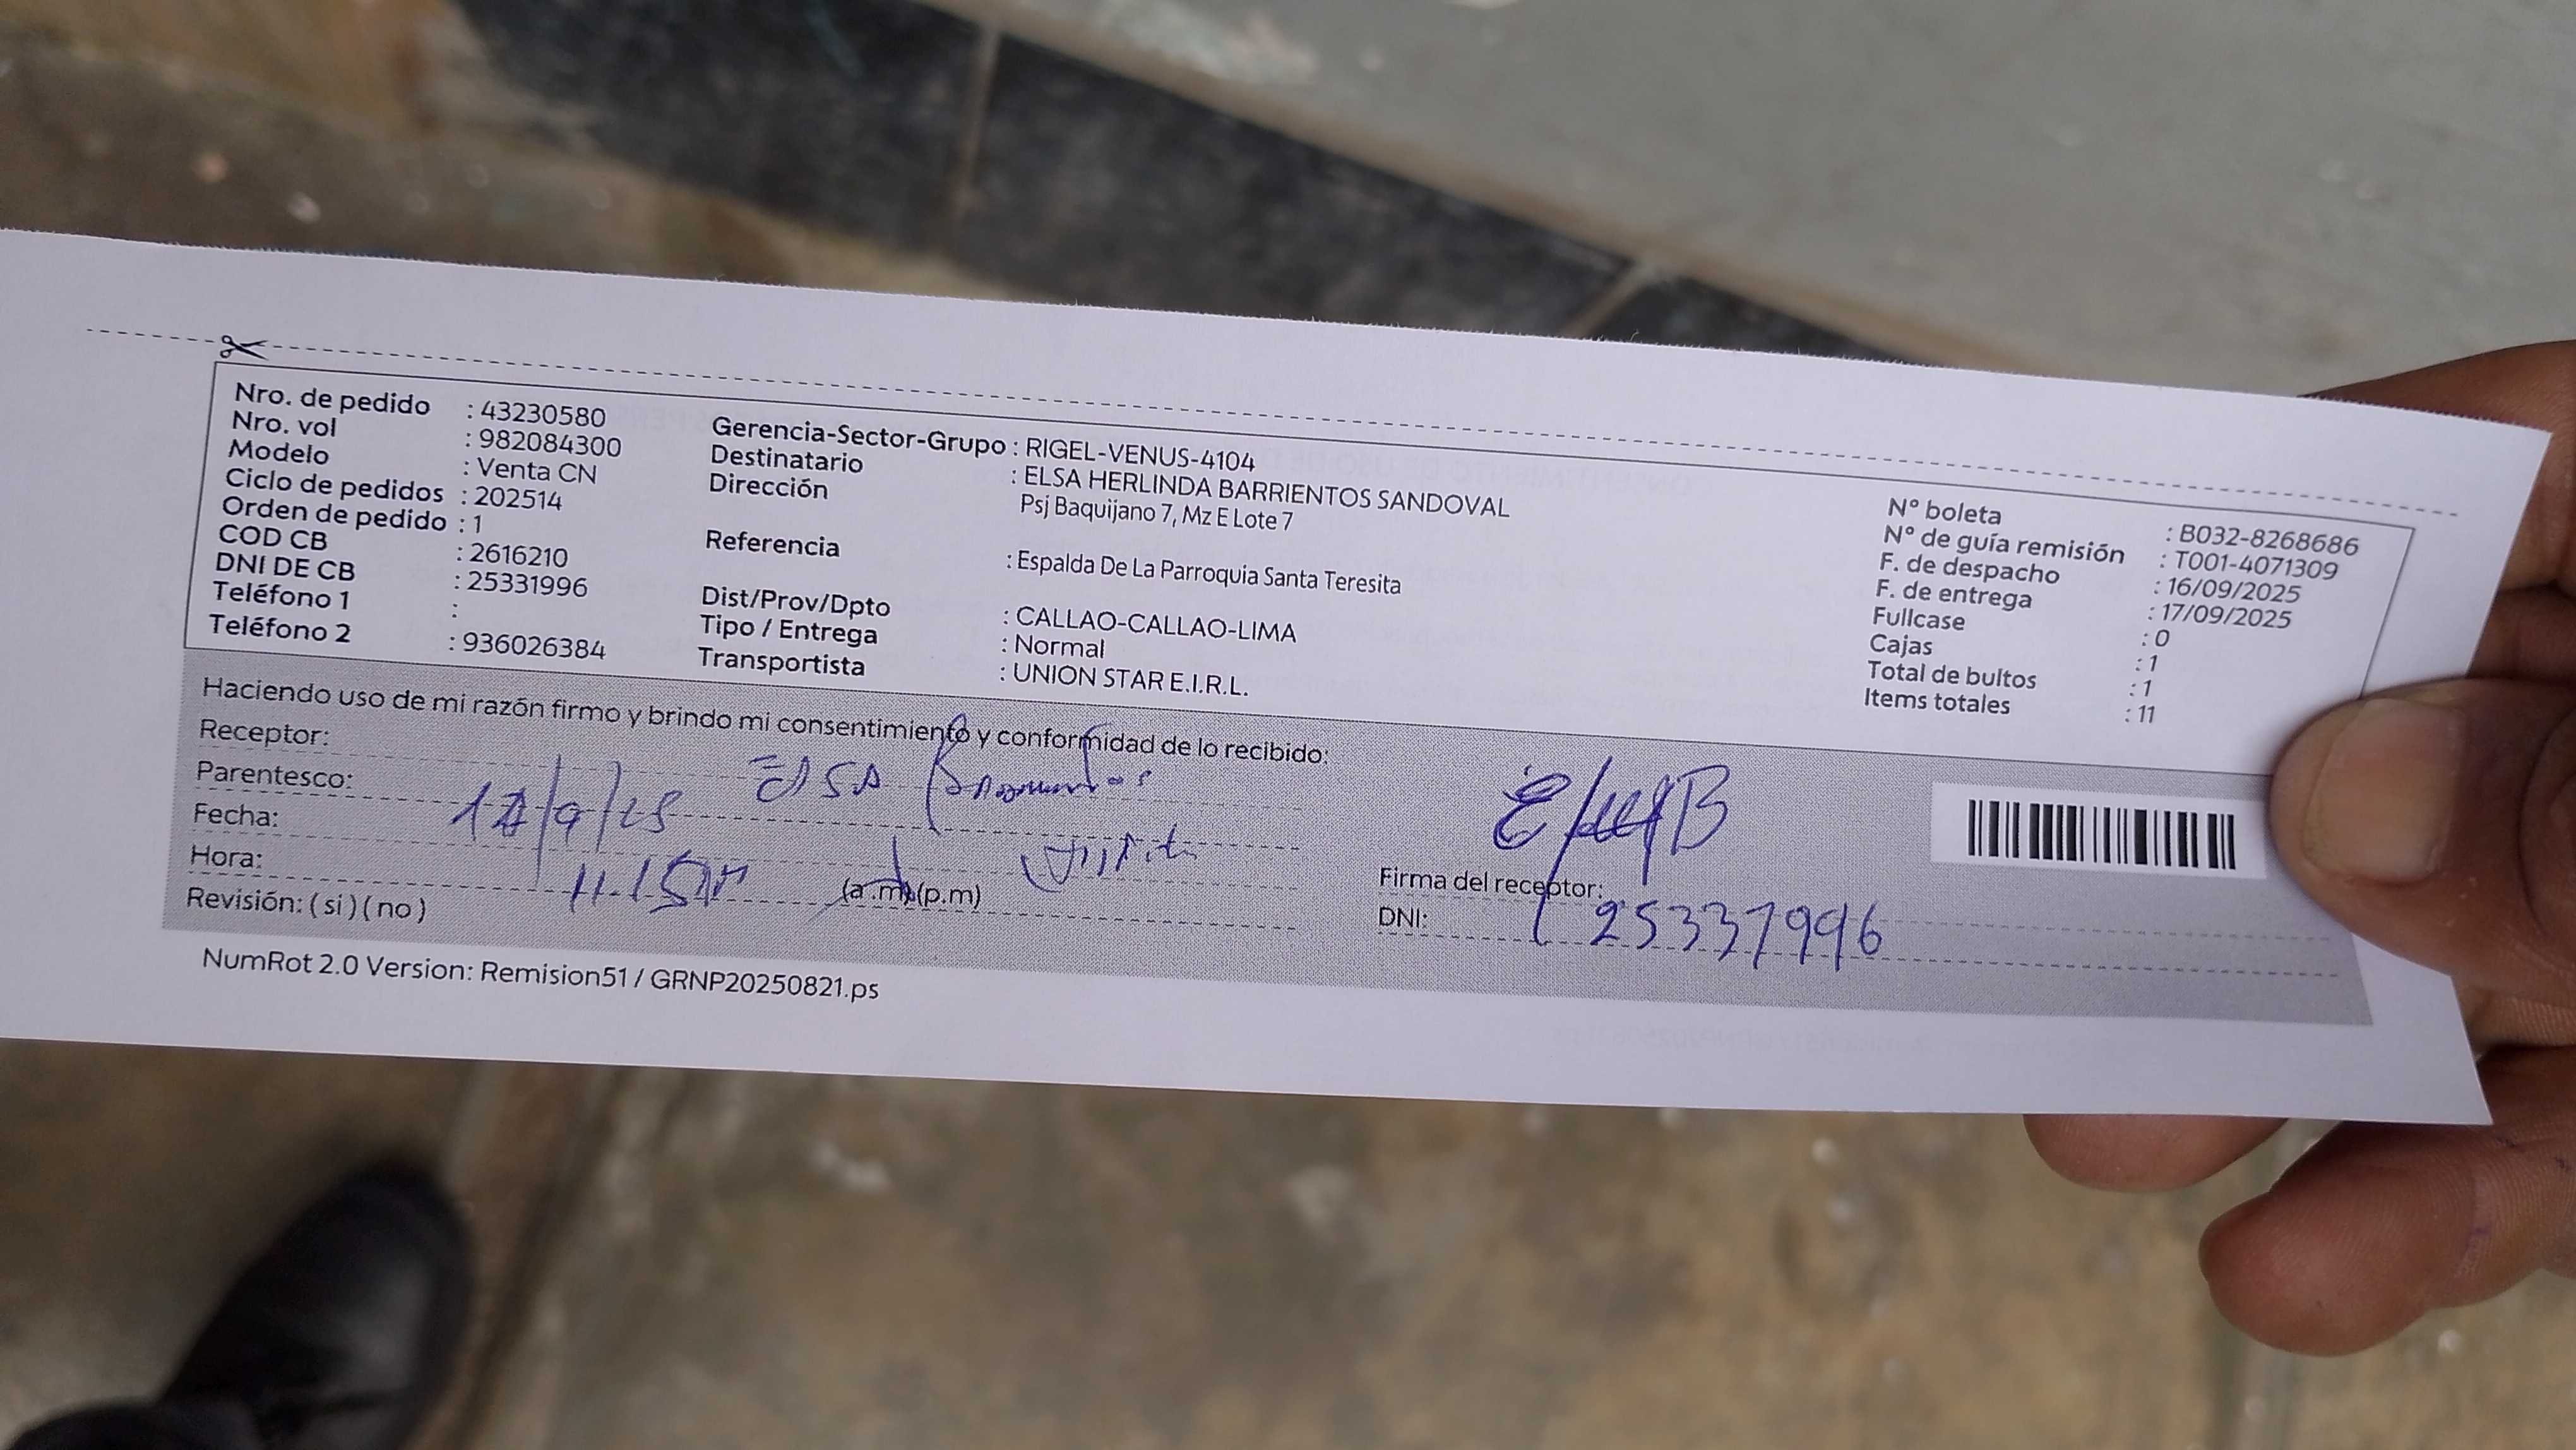 Nro. de pedido : 43230580
Nro. vol : 982084300
Modelo : Venta CN
Ciclo de pedidos : 202514
Orden de pedido : 1
COD CB : 2616210
DNI DE CB : 25331996
Teléfono 1 :
Teléfono 2 : 936026384
Gerencia-Sector-Grupo : RIGEL-VENUS-4104
Destinatario : ELSA HERLINDA BARRIENTOS SANDOVAL
Dirección Psj Baquijano 7, Mz E Lote 7
Referencia : Espalda De La Parroquia Santa Teresita
Dist/Prov/Dpto : CALLAO-CALLAO-LIMA
Tipo / Entrega : Normal
Transportista : UNION STAR E.I.R.L.
N° boleta : B032-8268686
N° de guía remisión : T001-4071309
F. de despacho : 16/09/2025
F. de entrega : 17/09/2025
Fullcase : 0
Cajas : 1
Total de bultos : 1
Items totales : 11
Haciendo uso de mi razón firmo y brindo mi consentimiento y conformidad de lo recibido:
Receptor: Elsa
Parentesco:
Fecha: 17/9/25
Hora: 11.15 (a .m) (p.m)
Revisión: ( si ) ( no )
Firma del receptor:
DNI: 25331996
NumRot 2.0 Version: Remision51 / GRNP20250821.ps